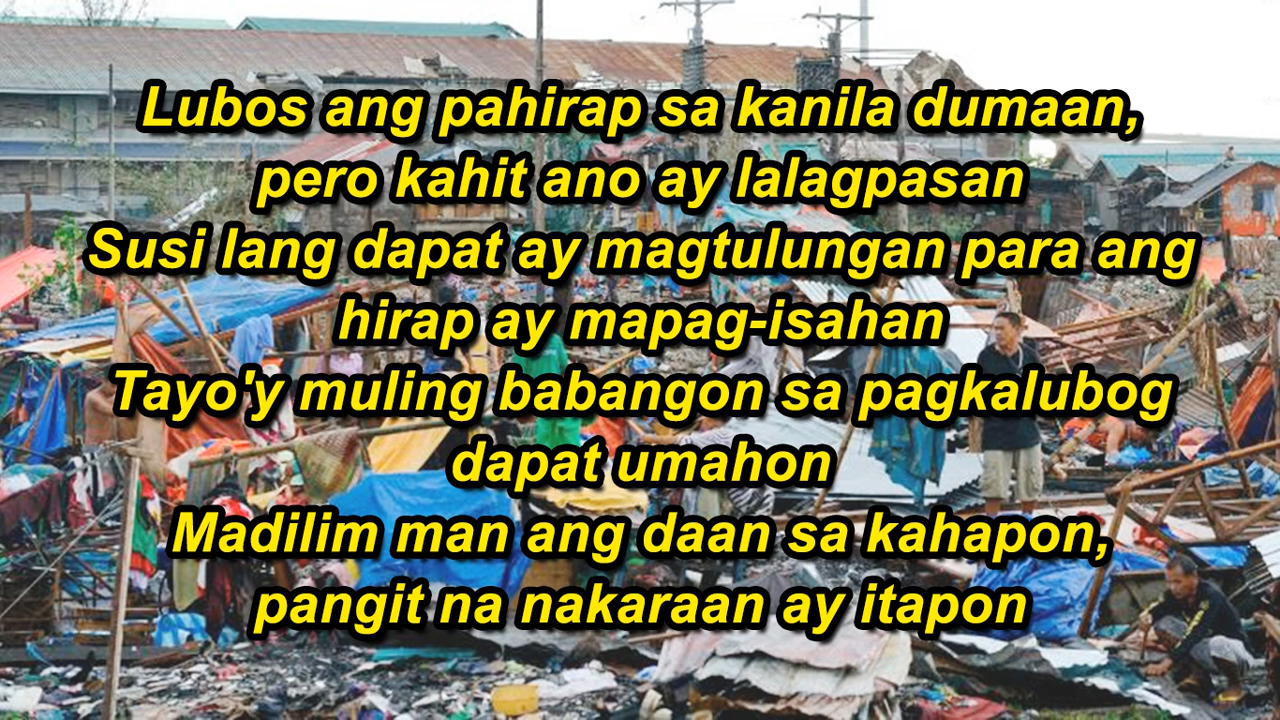 Lubos ang pahirap sa kanila dumaan,
pero kahit ano ay lalagpasan
Susi lang dapat ay magtulungan para ang
hirap ay mapag-isahan
Tayo'y muling babangon sa pagkalubog
dapat umahon
Madilim man ang daan sa kahapon,
pangit na nakaraan ay itapon